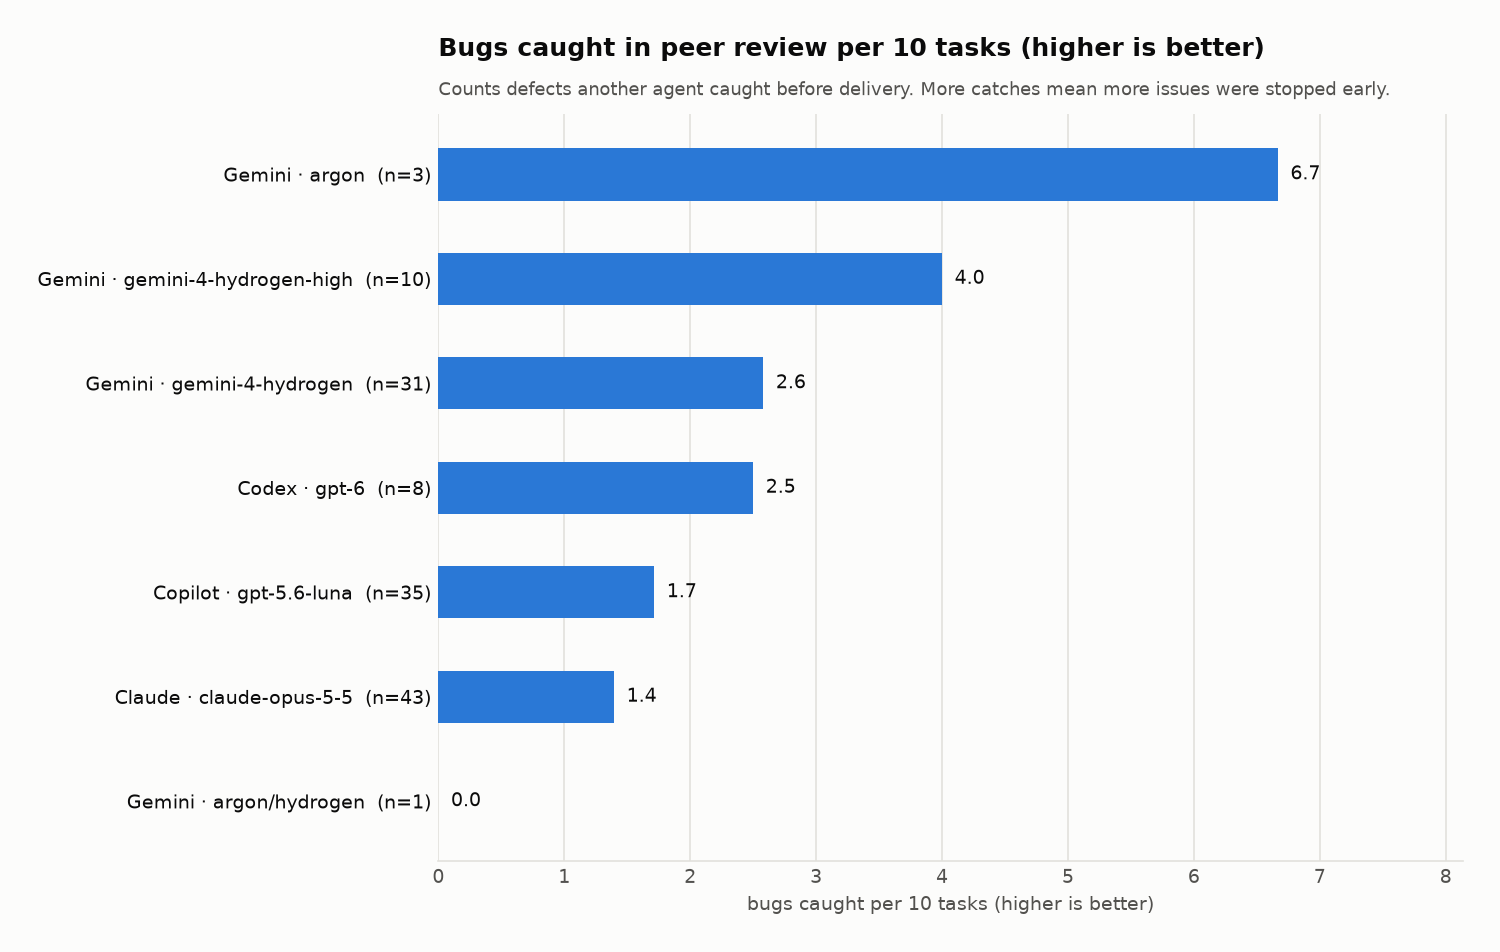 Bugs caught in peer review per 10 tasks (higher is better)
Counts defects another agent caught before delivery. More catches mean more issues were stopped early.
Gemini · argon (n=3)
6.7
Gemini · gemini-4-hydrogen-high (n=10)
4.0
Gemini · gemini-4-hydrogen (n=31)
2.6
Codex · gpt-6 (n=8)
2.5
Copilot · gpt-5.6-luna (n=35)
1.7
Claude · claude-opus-5-5 (n=43)
1.4
Gemini · argon/hydrogen (n=1)
0.0
0 1 2 3 4 5 6 7 8
bugs caught per 10 tasks (higher is better)